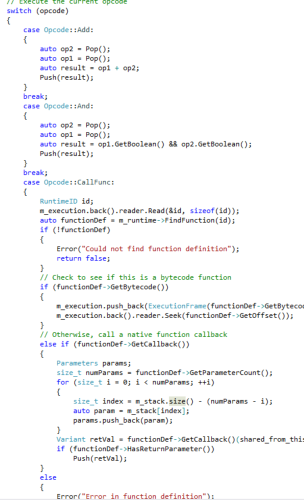 // Execute the current opcode
switch (opcode)
{
case Opcode::Add:
{
auto op2 = Pop();
auto op1 = Pop();
auto result = op1 + op2;
Push(result);
}
break;
case Opcode::And:
{
auto op2 = Pop();
auto op1 = Pop();
auto result = op1.GetBoolean() && op2.GetBoolean();
Push(result);
}
break;
case Opcode::CallFunc:
{
RuntimeID id;
m_execution.back().reader.Read(&id, sizeof(id));
auto functionDef = m_runtime->FindFunction(id);
if (!functionDef)
{
Error("Could not find function definition");
return false;
}
// Check to see if this is a bytecode function
if (functionDef->GetBytecode())
{
m_execution.push_back(ExecutionFrame(functionDef->GetBytecod
m_execution.back().reader.Seek(functionDef->GetOffset());
}
// Otherwise, call a native function callback
else if (functionDef->GetCallback())
{
Parameters params;
size_t numParams = functionDef->GetParameterCount();
for (size_t i = 0; i < numParams; ++i)
{
size_t index = m_stack.size() - (numParams - i);
auto param = m_stack[index];
params.push_back(param);
}
Variant retVal = functionDef->GetCallback()(shared_from_this
if (functionDef->HasReturnParameter())
Push(retVal);
}
else
{
Error("Error in function definition");